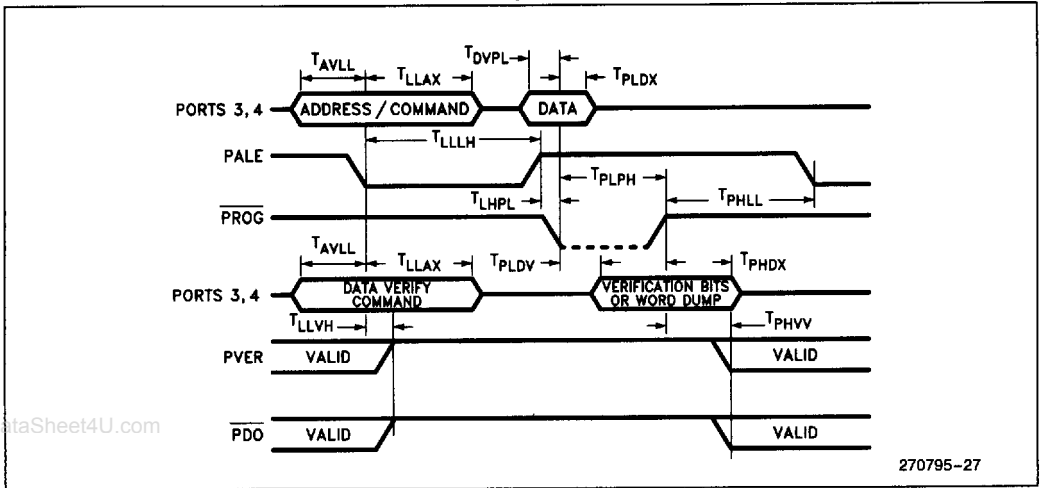 TDVPL
TAVLL
TLLAX
TPLDX
PORTS 3, 4
ADDRESS / COMMAND
DATA
TLLLH
PALE
TPLPH
TLHPL
TPHLL
PROG
TAVLL
TLLAX
TPLDV
TPHDX
PORTS 3, 4
DATA VERIFY
COMMAND
VERIFICATION BITS
OR WORD DUMP
TLLVH
TPHVV
PVER
VALID
VALID
ataSheet4U.com
PDO
VALID
VALID
270795-27